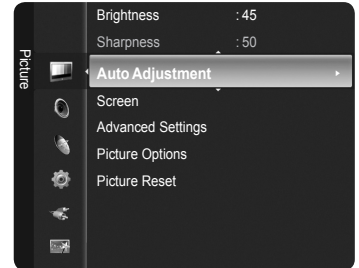 Picture
Brightness : 45
Sharpness : 50
Auto Adjustment
Screen
Advanced Settings
Picture Options
Picture Reset